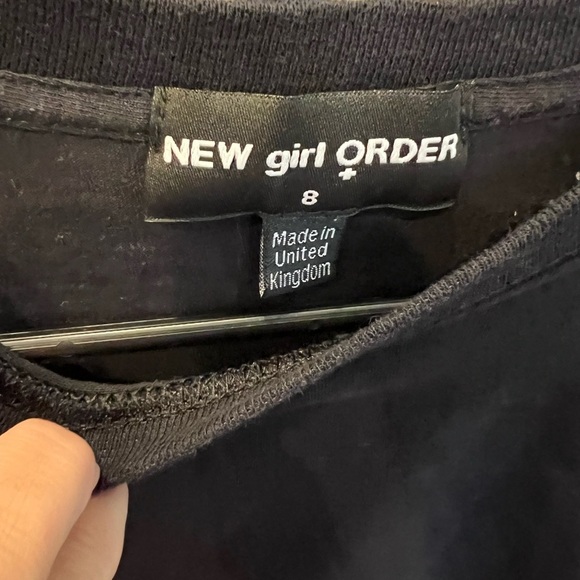 NEW girl ORDER
8
Made in
United
Kingdom